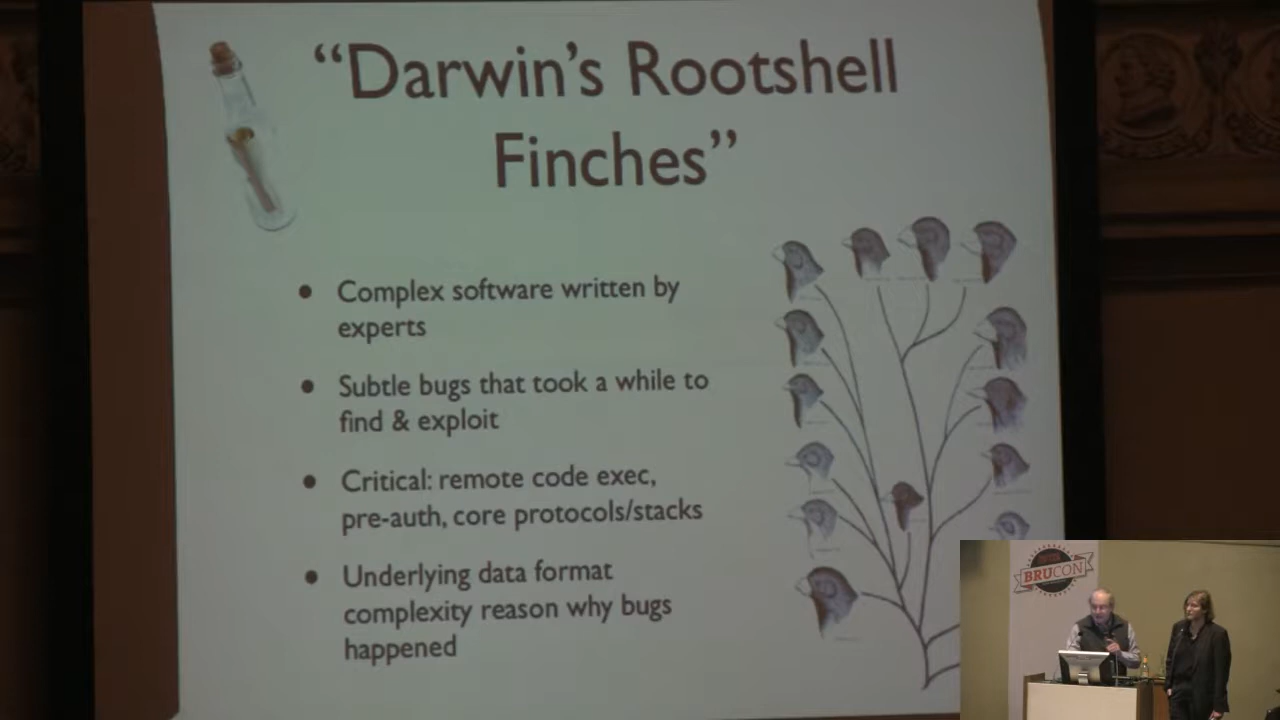 “Darwin’s Rootshell
Finches”
• Complex software written by
experts
• Subtle bugs that took a while to
find & exploit
• Critical: remote code exec,
pre-auth, core protocols/stacks
• Underlying data format
complexity reason why bugs
happened
BRUCON